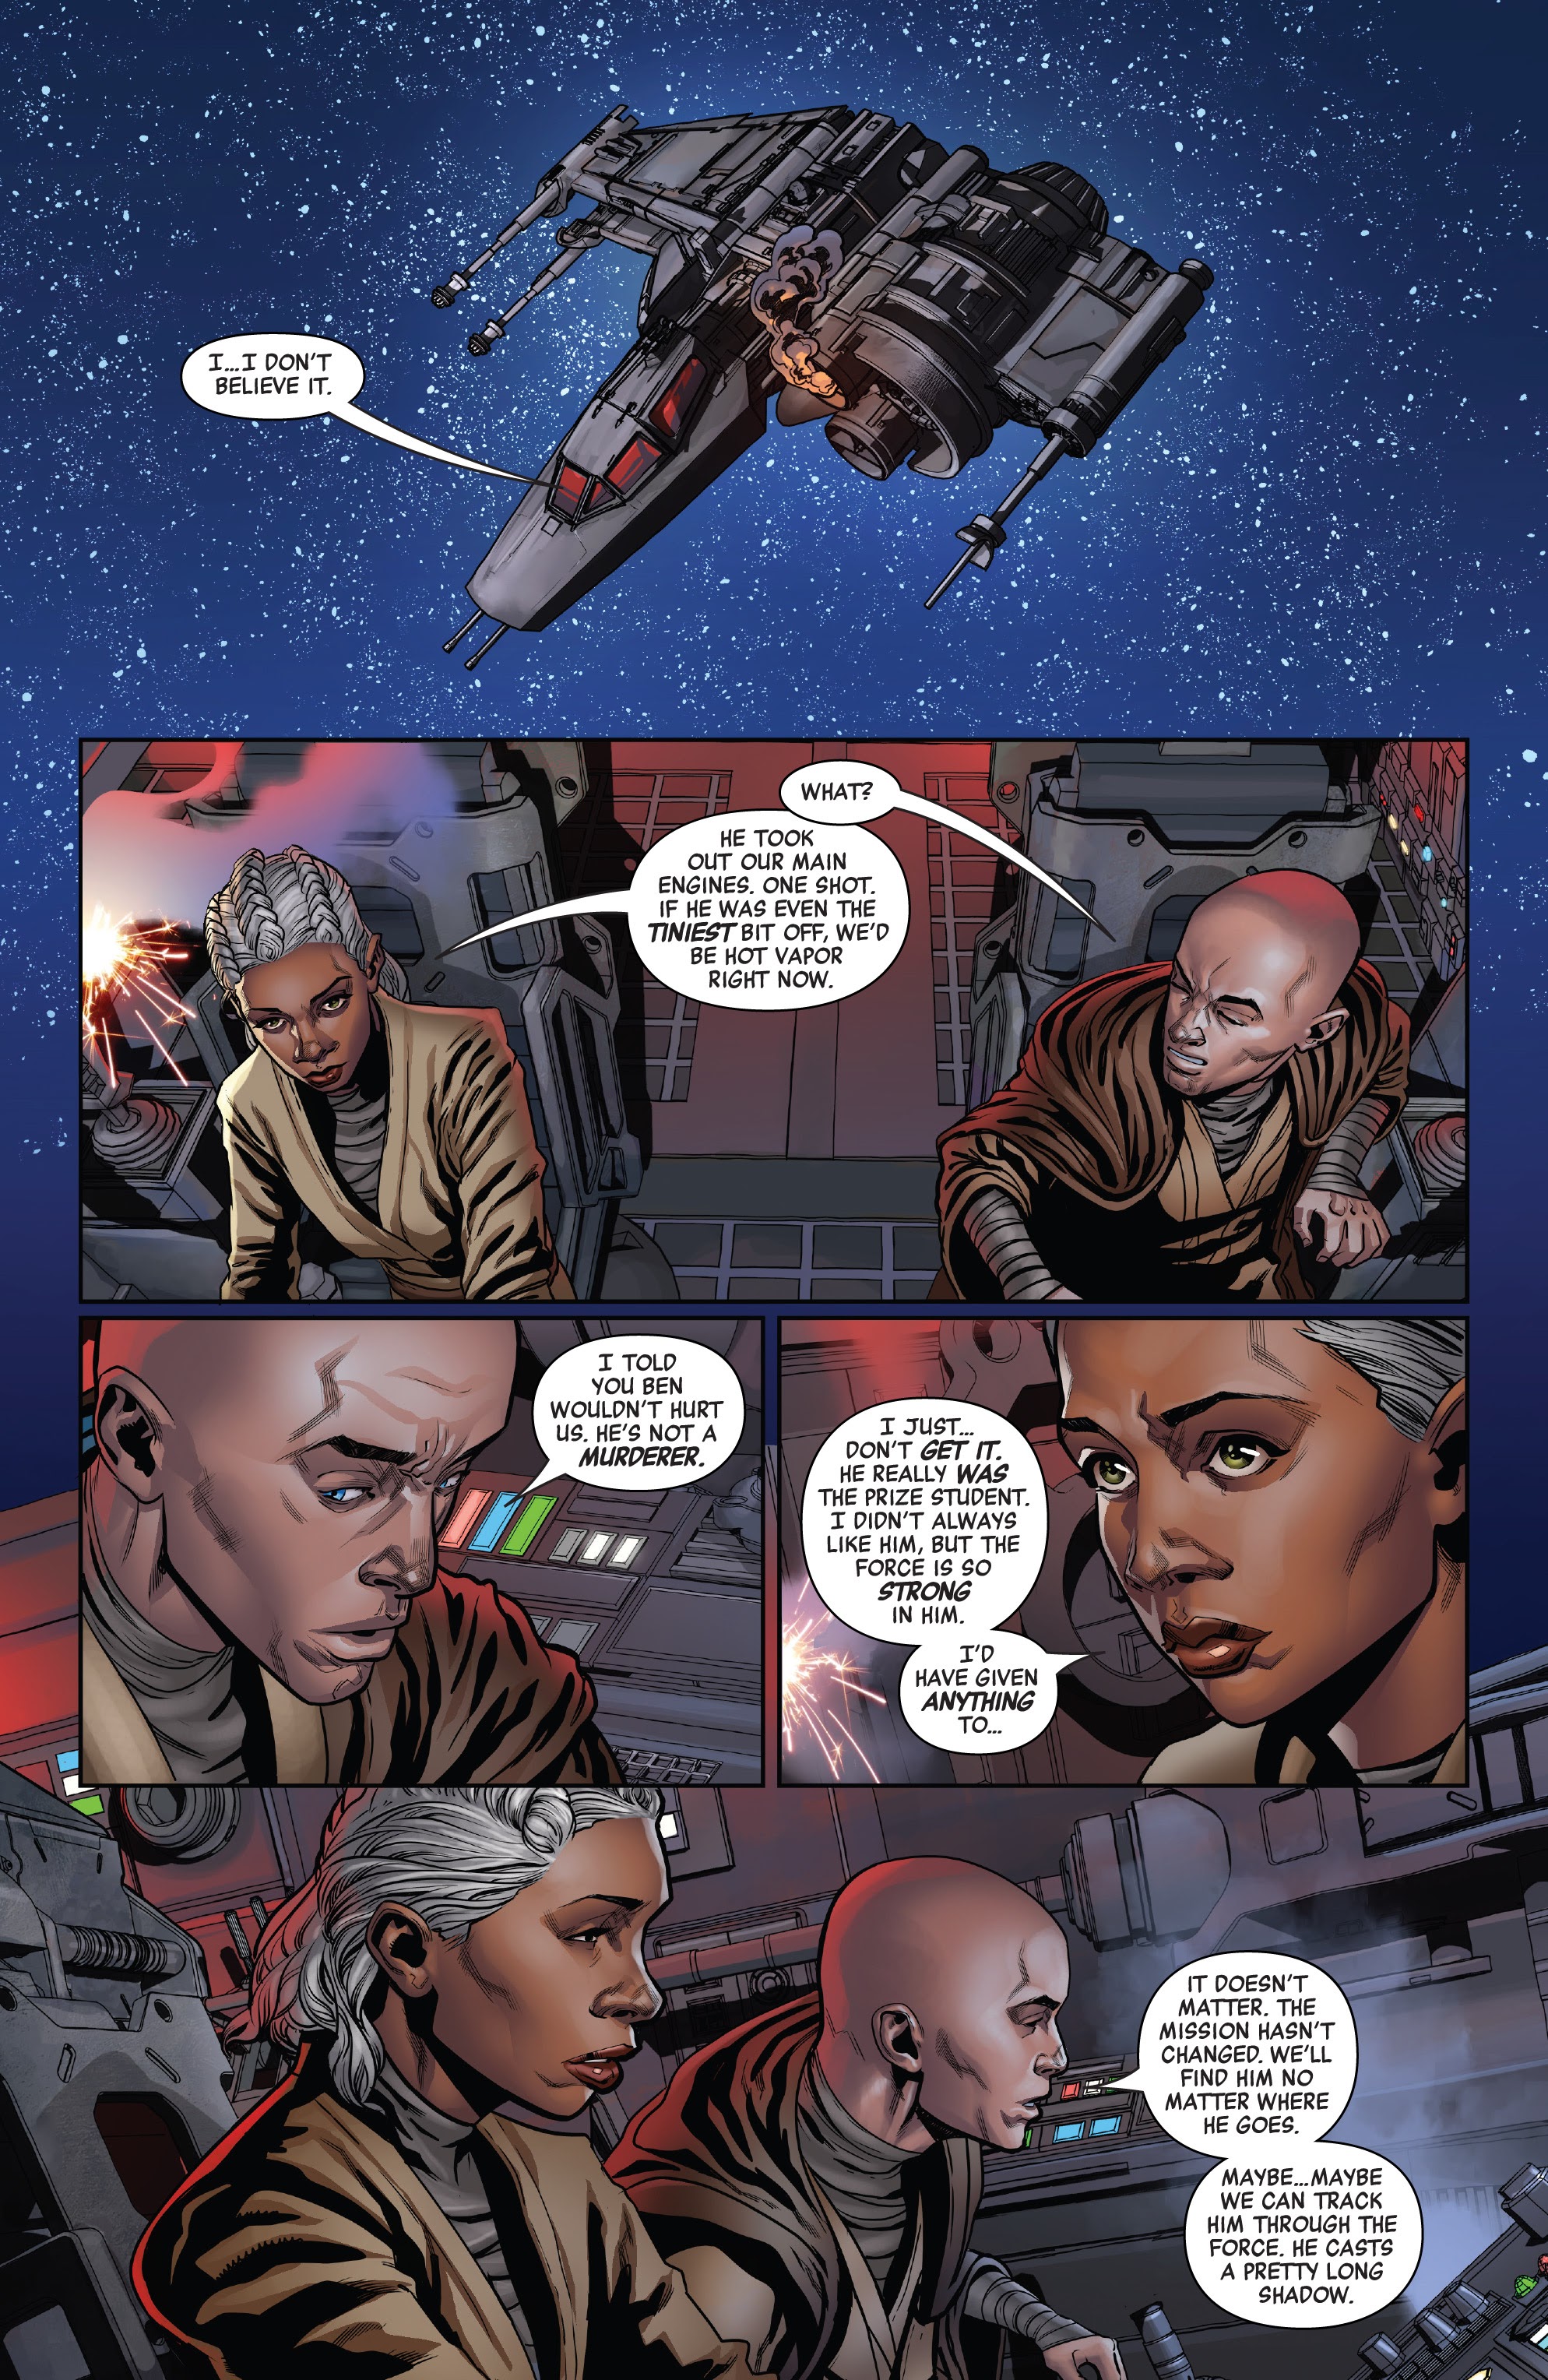 I...I DON'T
BELIEVE IT.
WHAT?
HE TOOK
OUT OUR MAIN
ENGINES. ONE SHOT.
IF HE WAS EVEN THE
TINIEST BIT OFF, WE'D
BE HOT VAPOR
RIGHT NOW.
I TOLD
YOU BEN
WOULDN'T HURT
US. HE'S NOT A
MURDERER.
I JUST...
DON'T GET IT.
HE REALLY WAS
THE PRIZE STUDENT.
I DIDN'T ALWAYS
LIKE HIM, BUT THE
FORCE IS SO
STRONG
IN HIM.
I'D
HAVE GIVEN
ANYTHING
TO...
IT DOESN'T
MATTER. THE
MISSION HASN'T
CHANGED. WE'LL
FIND HIM NO
MATTER WHERE
HE GOES.
MAYBE...MAYBE
WE CAN TRACK
HIM THROUGH THE
FORCE. HE CASTS
A PRETTY LONG
SHADOW.